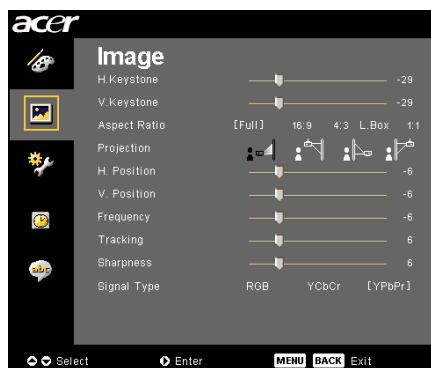 acer
Image
H.Keystone -29
V.Keystone -29
Aspect Ratio [Full] 16:9 4:3 L.Box 1:1
Projection
H. Position -6
V. Position -6
Frequency -6
Tracking 6
Sharpness 6
Signal Type RGB YCbCr [YPbPr]
abc
Select Enter MENU BACK Exit